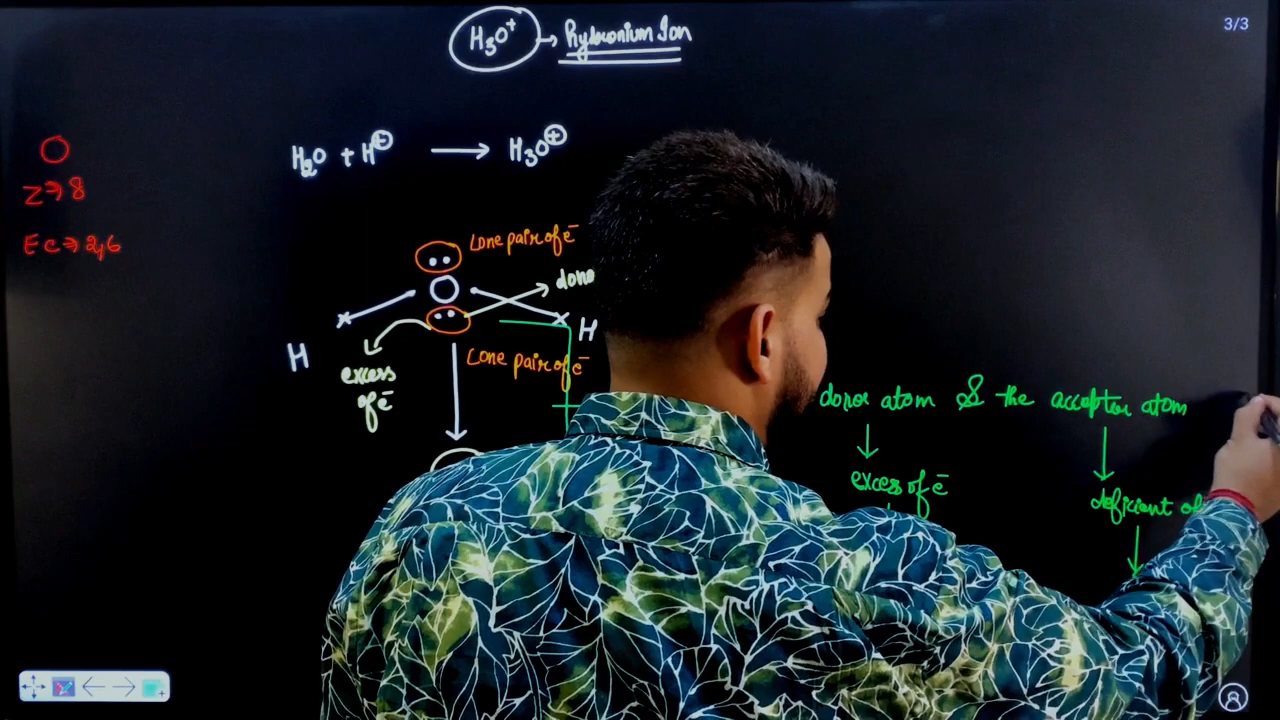 H3O+ → Hydronium Ion
3/3
H2O + H+ → H3O+
O
Z⇒8
EC⇒2,6
Lone pair of e-
O
dono
H
H
excess
of e-
Lone pair of e-
donor atom & the acceptor atom
excess of e-
deficient of